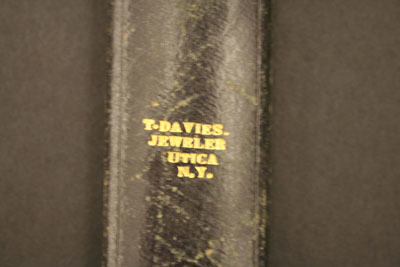 T. DAVIES.
JEWELER
UTICA
N.Y.